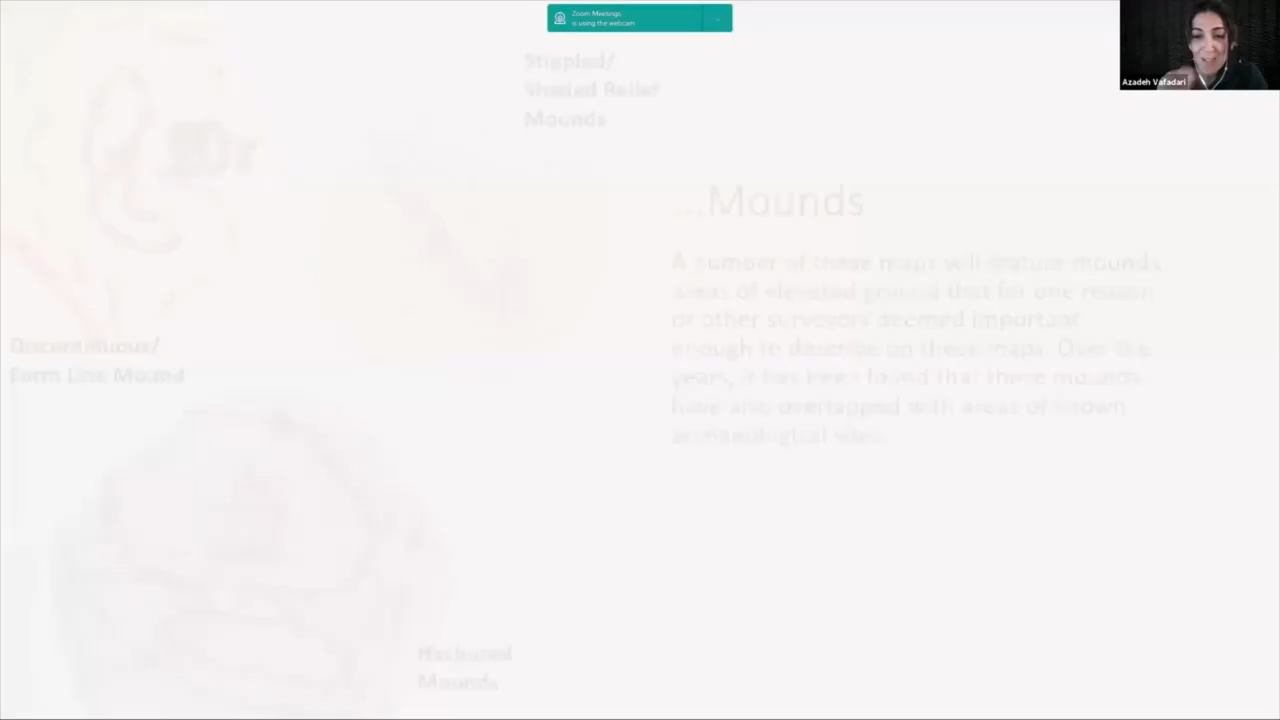 Zoom Meetings
is using the webcam
Azadeh Vafadari
Stippled/
Shaded Relief
Mounds
...Mounds
A number of these maps will feature mounds
areas of elevated ground that for one reason
or other surveyors deemed important
enough to describe on these maps. Over the
years, it has been found that these mounds
have also overlapped with areas of known
archaeological sites.
Discontinuous/
Form Line Mound
Hachured
Mounds